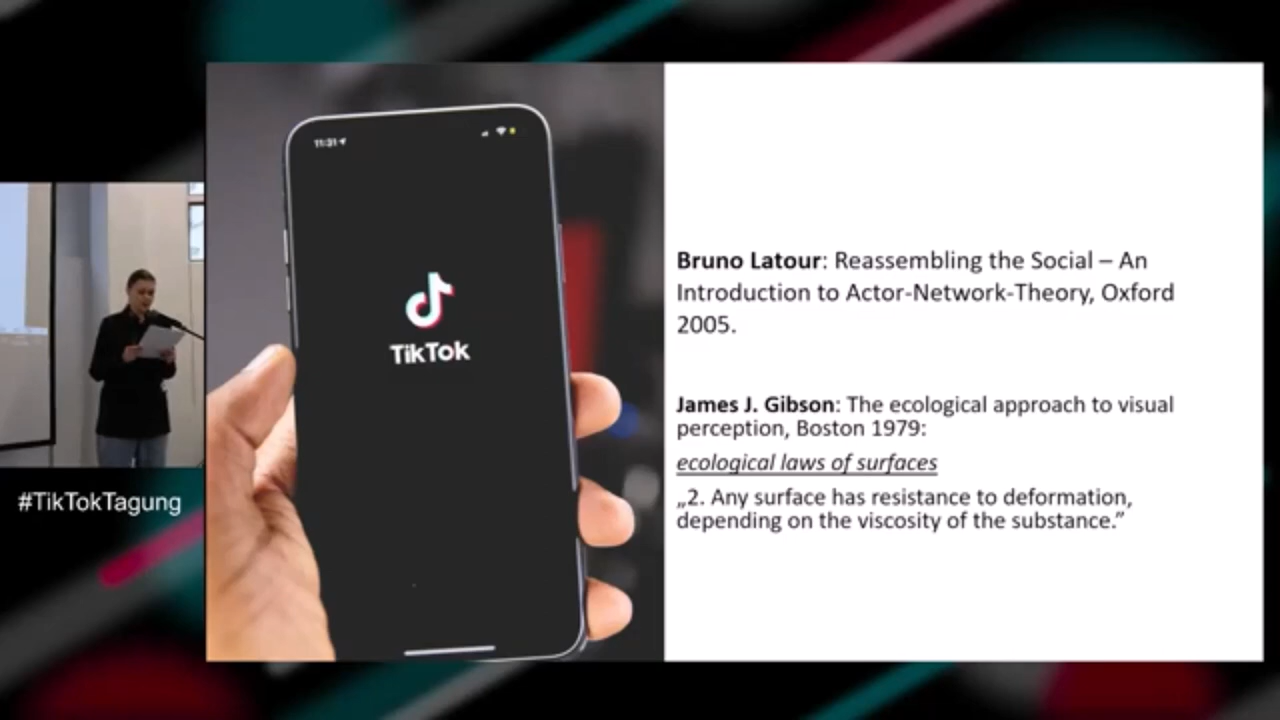 11:31
TikTok
#TikTokTagung
Bruno Latour: Reassembling the Social – An
Introduction to Actor-Network-Theory, Oxford
2005.
James J. Gibson: The ecological approach to visual
perception, Boston 1979:
ecological laws of surfaces
„2. Any surface has resistance to deformation,
depending on the viscosity of the substance.”